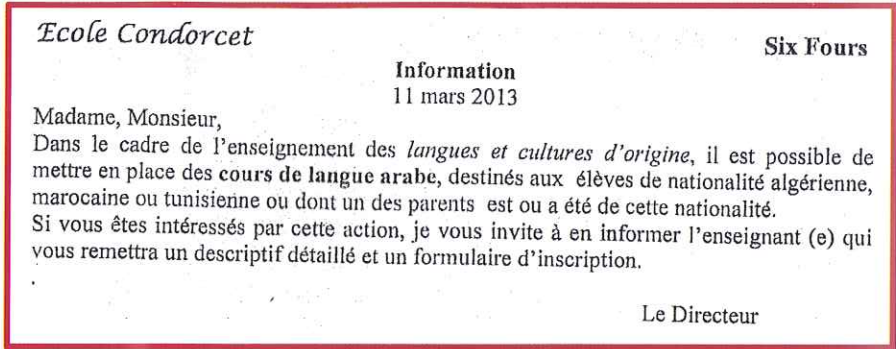 Ecole Condorcet
Six Fours
Information
11 mars 2013
Madame, Monsieur,
Dans le cadre de l'enseignement des langues et cultures d'origine, il est possible de
mettre en place des cours de langue arabe, destinés aux élèves de nationalité algérienne,
marocaine ou tunisienne ou dont un des parents est ou a été de cette nationalité.
Si vous êtes intéressés par cette action, je vous invite à en informer l'enseignant (e) qui
vous remettra un descriptif détaillé et un formulaire d'inscription.
Le Directeur